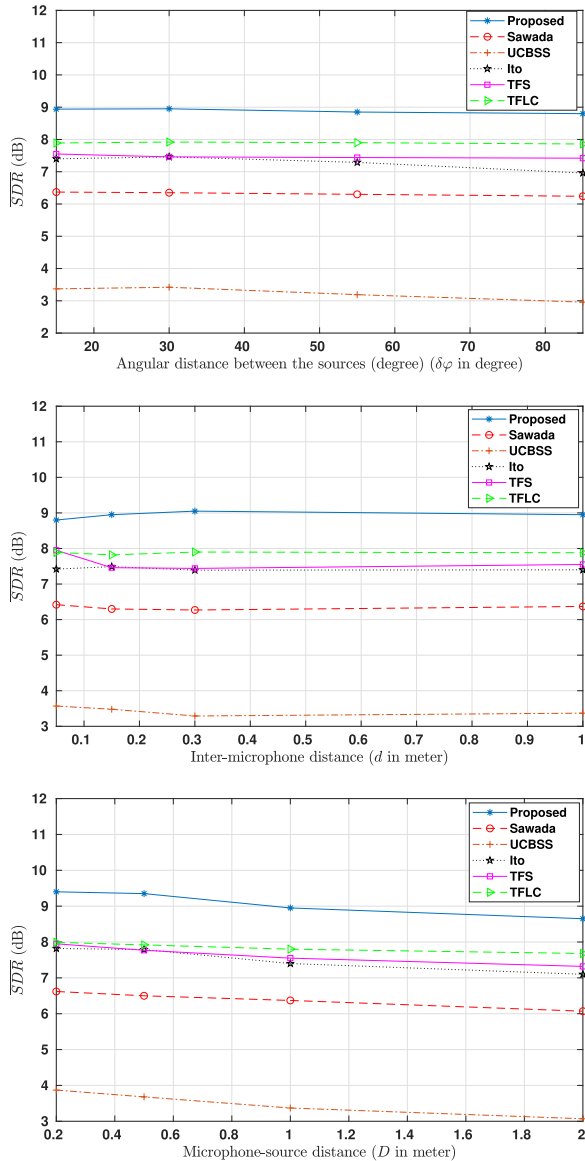 12
11
10
9
8
7
6
5
4
3
2
SDR (dB)
20 30 40 50 60 70 80
Angular distance between the sources (degree) (δφ in degree)
Proposed
Sawada
UCBSS
Ito
TFS
TFLC
12
11
10
9
8
7
6
5
4
3
SDR (dB)
0.1 0.2 0.3 0.4 0.5 0.6 0.7 0.8 0.9 1
Inter-microphone distance (d in meter)
Proposed
Sawada
UCBSS
Ito
TFS
TFLC
12
11
10
9
8
7
6
5
4
3
SDR (dB)
0.2 0.4 0.6 0.8 1 1.2 1.4 1.6 1.8 2
Microphone-source distance (D in meter)
Proposed
Sawada
UCBSS
Ito
TFS
TFLC